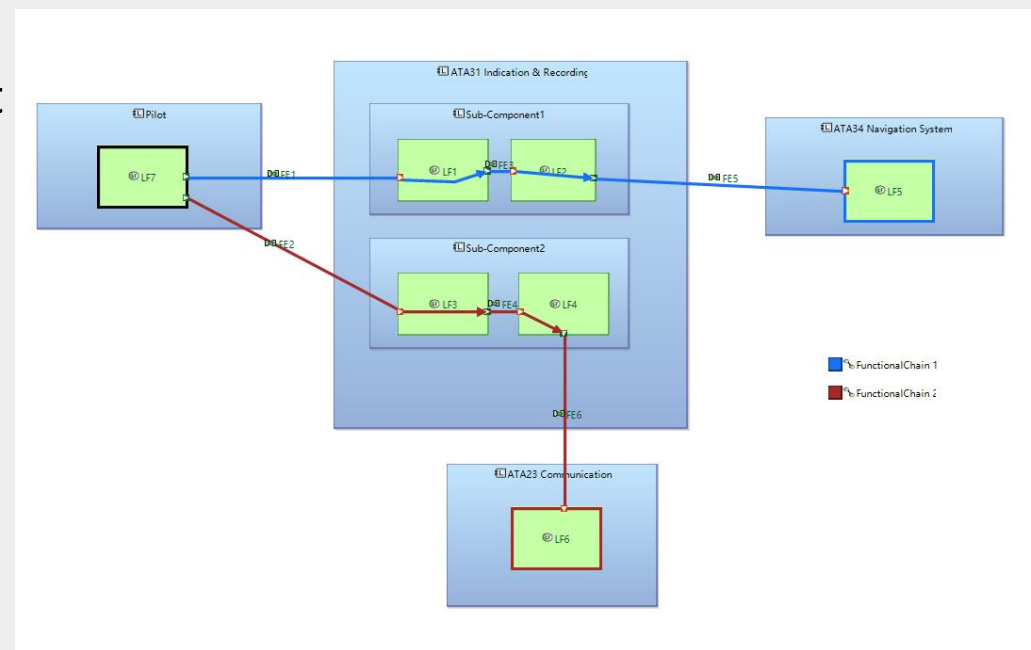 ATA31 Indication & Recording
Pilot
Sub-Component1
ATA34 Navigation System
LF7
FE1
LF1
FE3
LF2
FE5
LF5
FE2
Sub-Component2
LF3
FE4
LF4
FunctionalChain 1
FunctionalChain 2
FE6
ATA23 Communication
LF6